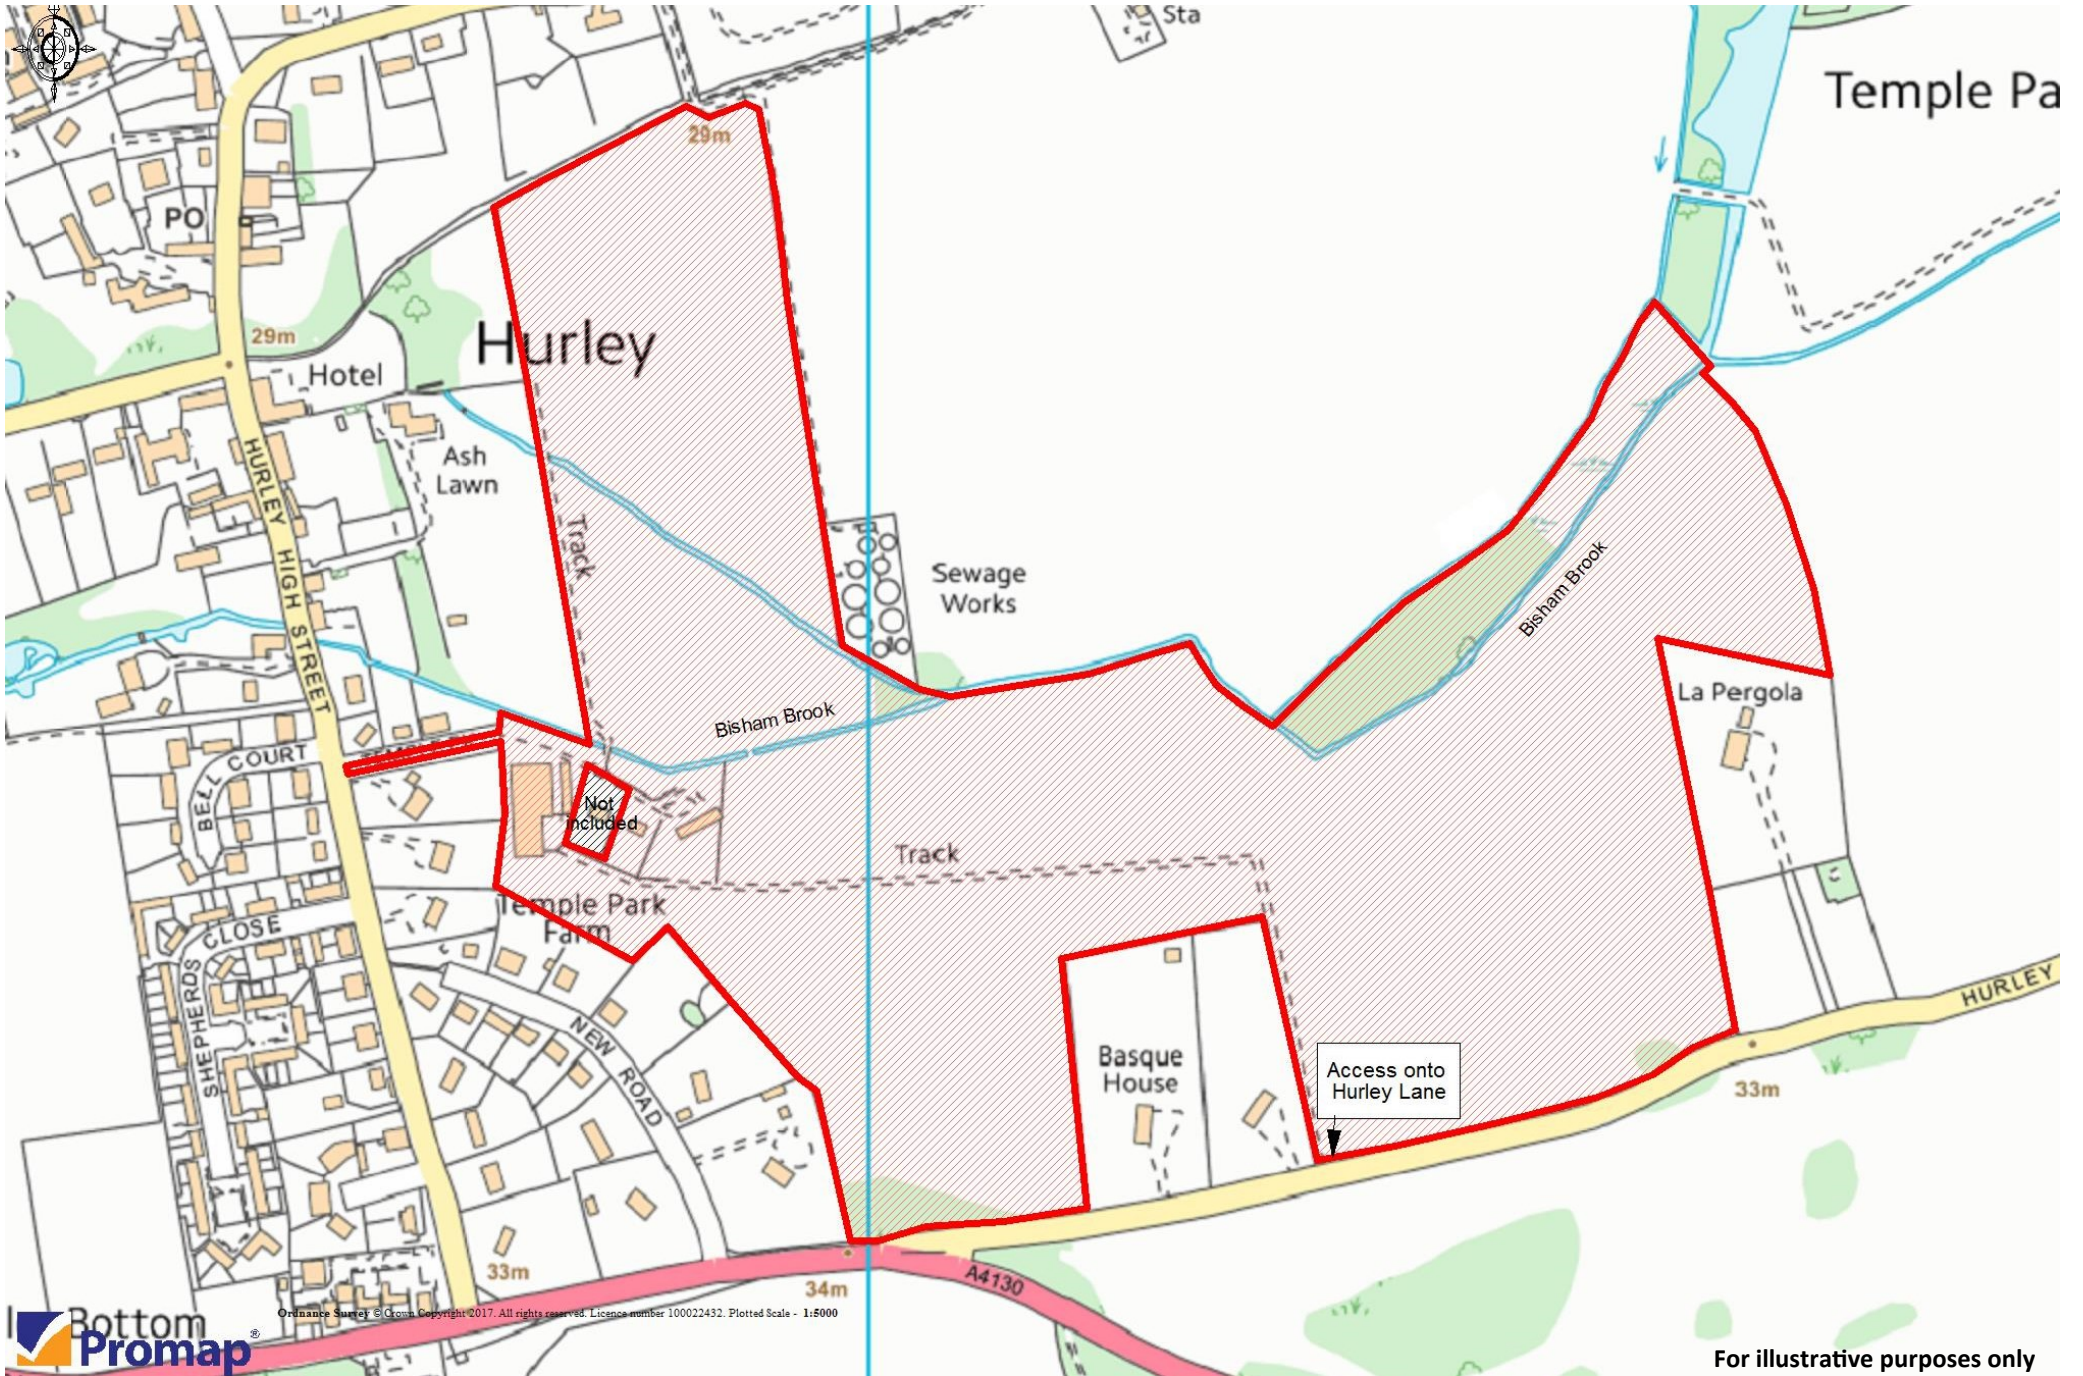 Sta
Temple Pa
29m
PO
Hurley
29m
Hotel
HURLEY HIGH STREET
Ash
Lawn
Track
Sewage
Works
Bisham Brook
Bisham Brook
La Pergola
BELL COURT
Not
included
Track
Temple Park
Farm
SHEPHERDS CLOSE
NEW ROAD
HURLEY
Basque
House
Access onto
Hurley Lane
33m
33m
34m
A4130
Bottom
Ordnance Survey © Crown Copyright 2017. All rights reserved. Licence number 100022432. Plotted Scale - 1:5000
Promap®
For illustrative purposes only